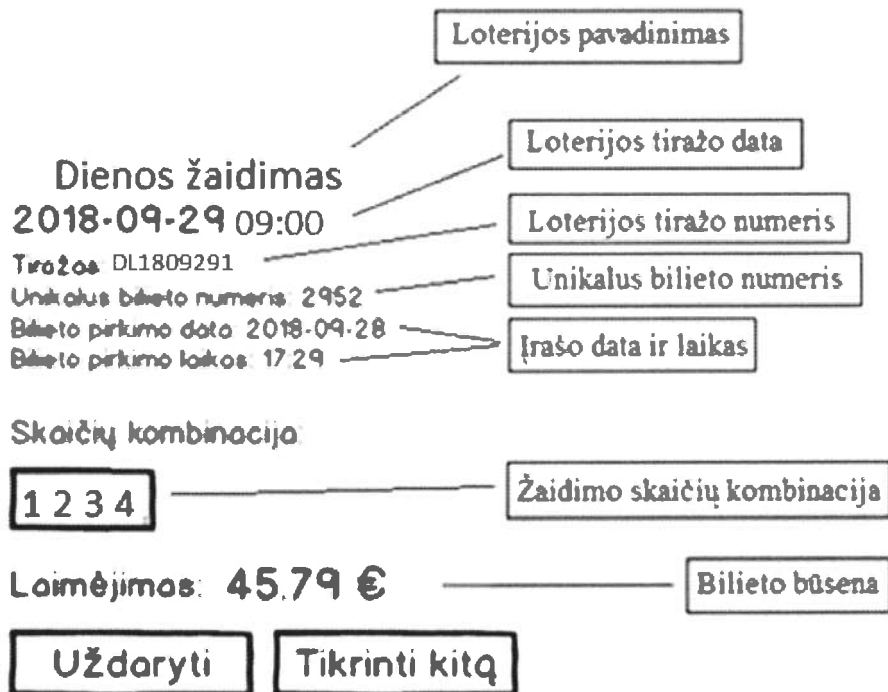 Loterijos pavadinimas
Loterijos tiražo data
Dienos žaidimas
2018-09-29 09:00
Loterijos tiražo numeris
Tiražas: DL1809291
Unikalus bilieto numeris
Unikalus bilieto numeris: 2952
Bilieto pirkimo data: 2018-09-28
Įrašo data ir laikas
Bilieto pirkimo laikas: 17:29
Skaičių kombinacija:
1 2 3 4
Žaidimo skaičių kombinacija
Laimėjimas: 45.79 €
Bilieto būsena
Uždaryti
Tikrinti kitą